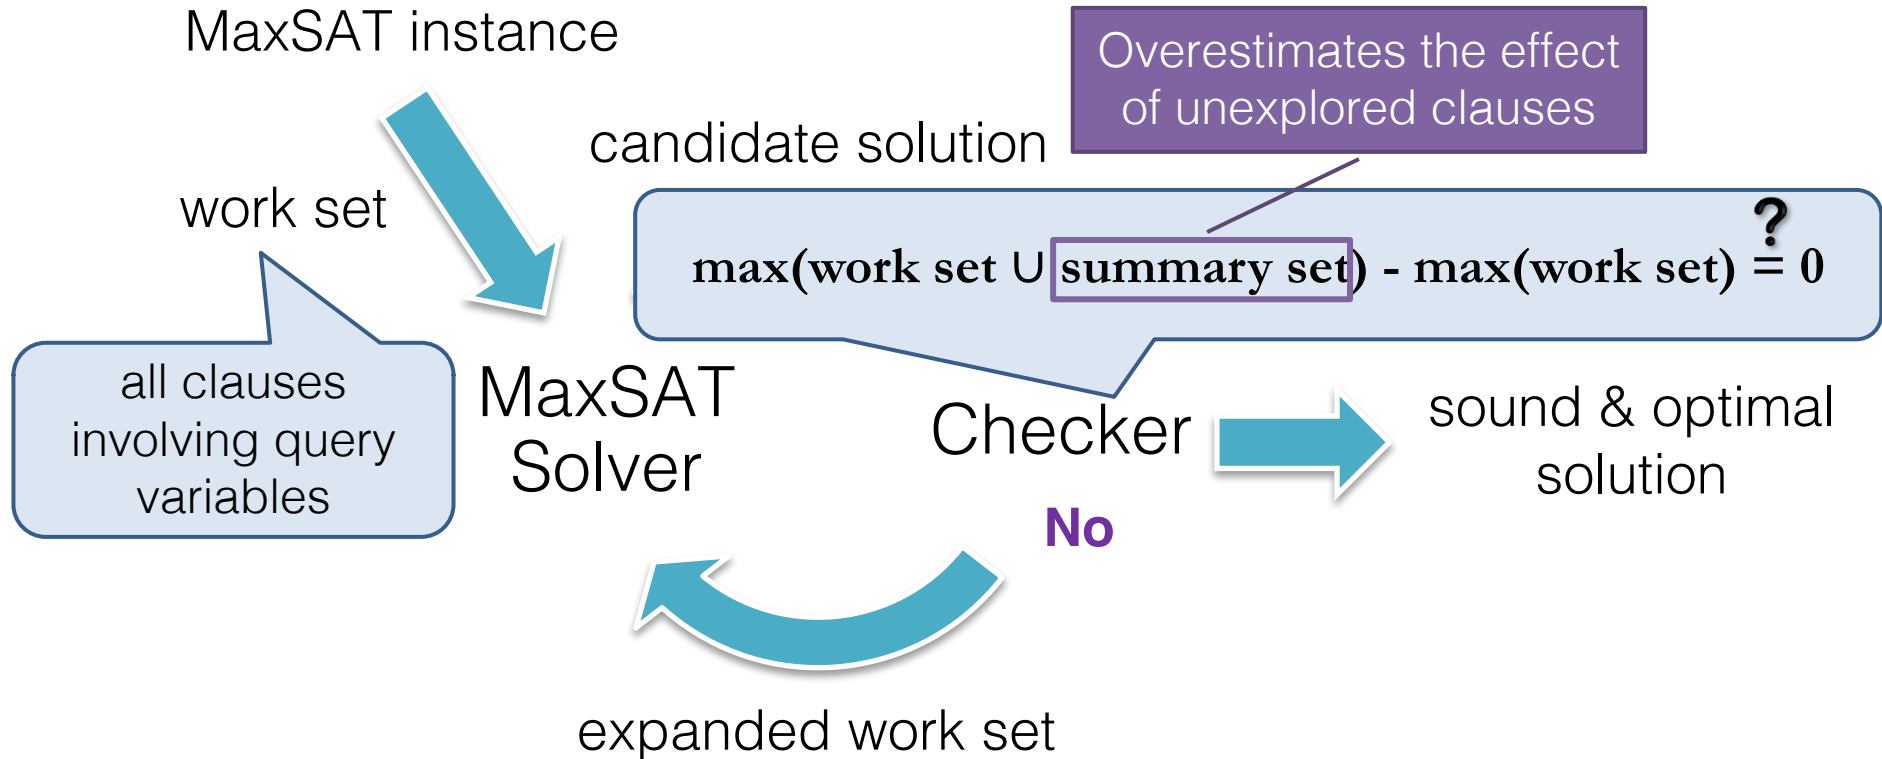 MaxSAT instance
Overestimates the effect
of unexplored clauses
candidate solution
work set
max(work set ∪ summary set) - max(work set) = 0
?
all clauses
involving query
variables
MaxSAT
Solver
Checker
sound & optimal
solution
No
expanded work set